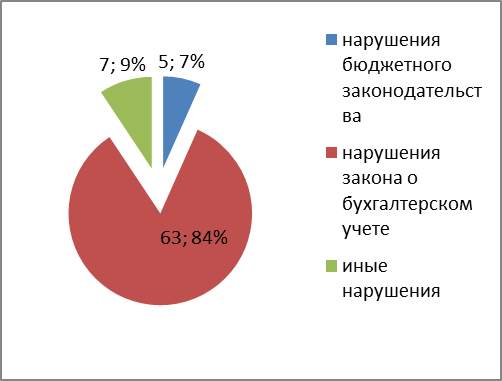 7; 9%
5; 7%
63; 84%
нарушения
бюджетного
законодательст
ва
нарушения
закона о
бухгалтерском
учете
иные
нарушения